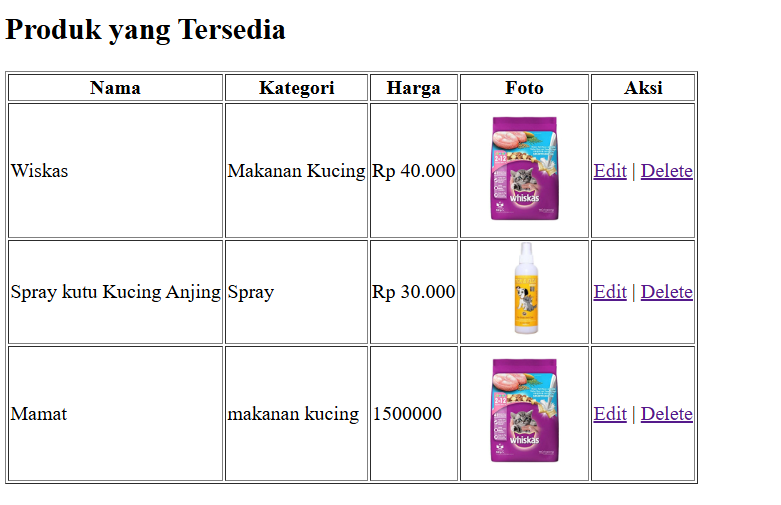 Produk yang Tersedia
Nama Kategori Harga Foto Aksi
Wiskas Makanan Kucing Rp 40.000 whiskas Edit | Delete
Spray kutu Kucing Anjing Spray Rp 30.000 Edit | Delete
Mamat makanan kucing 1500000 whiskas Edit | Delete